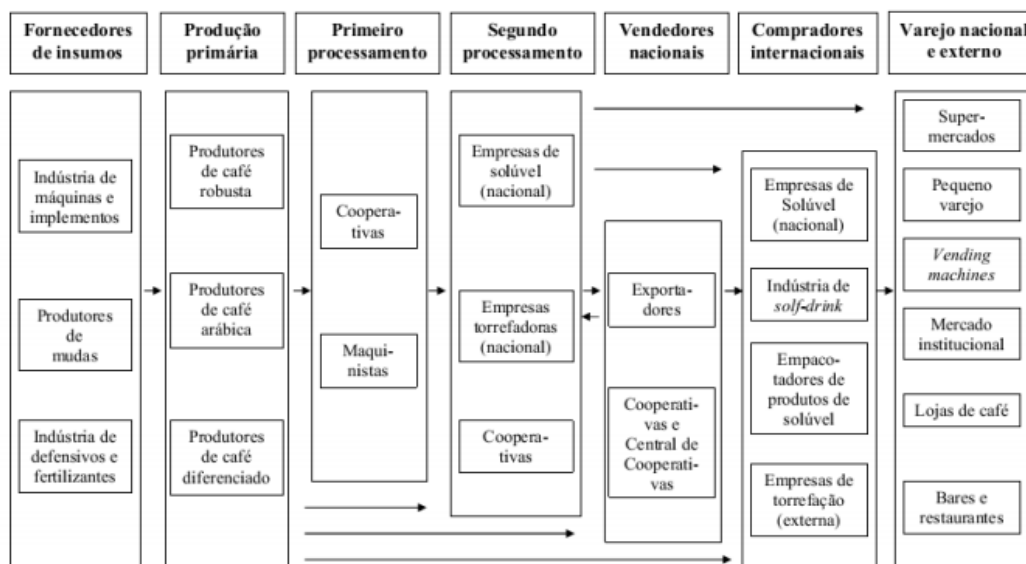 Fornecedores
de insumos
Produção
primária
Primeiro
processamento
Segundo
processamento
Vendedores
nacionais
Compradores
internacionais
Varejo nacional
e externo
Indústria de
máquinas e
implementos
Produtores
de
mudas
Indústria de
defensivos e
fertilizantes
Produtores
de café
robusta
Produtores
de café
arábica
Produtores
de café
diferenciado
Coopera-
tivas
Maqui-
nistas
Empresas de
solúvel
(nacional)
Empresas
torrefadoras
(nacional)
Coopera-
tivas
Exporta-
dores
Cooperati-
vas e
Central de
Cooperati-
vas
Empresas de
Solúvel
(nacional)
Indústria de
solf-drink
Empaco-
tadores de
produtos de
solúvel
Empresas de
torrefação
(externa)
Super-
mercados
Pequeno
varejo
Vending
machines
Mercado
institucional
Lojas de café
Bares e
restaurantes